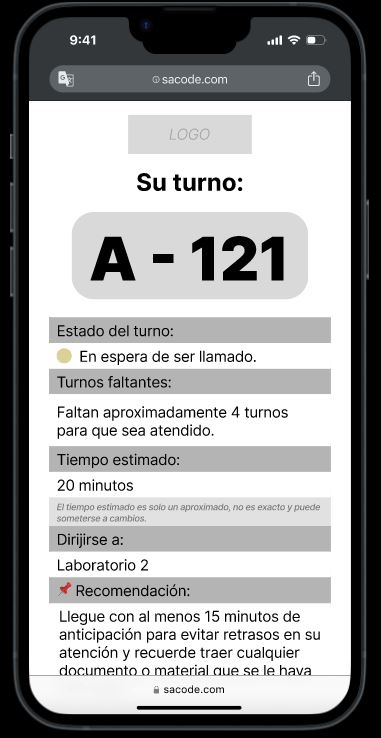 9:41
sacode.com
LOGO
Su turno:
A - 121
Estado del turno:
En espera de ser llamado.
Turnos faltantes:
Faltan aproximadamente 4 turnos
para que sea atendido.
Tiempo estimado:
20 minutos
El tiempo estimado es solo un aproximado, no es exacto y puede
someterse a cambios.
Dirijirse a:
Laboratorio 2
Recomendación:
Llegue con al menos 15 minutos de
anticipación para evitar retrasos en su
atención y recuerde traer cualquier
documento o material que se le haya
sacode.com